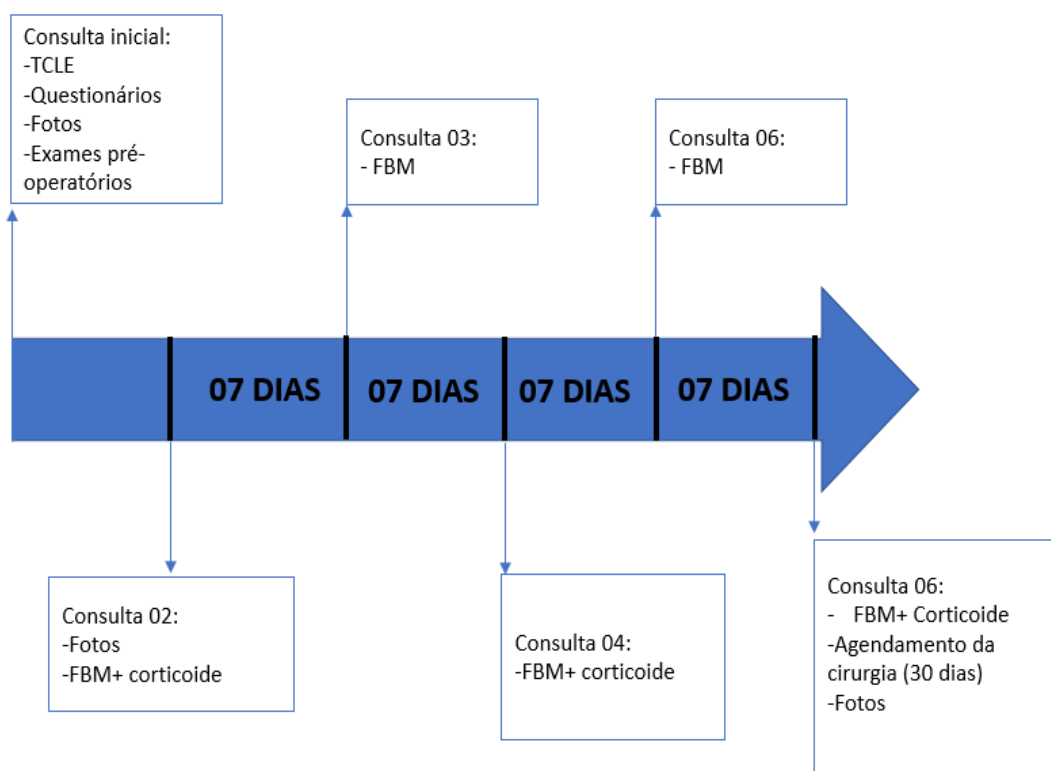 Consulta inicial:
-TCLE
-Questionários
-Fotos
-Exames pré-
operatórios
Consulta 03:
- FBM
Consulta 06:
- FBM
07 DIAS
07 DIAS
07 DIAS
07 DIAS
Consulta 02:
-Fotos
-FBM+ corticoide
Consulta 04:
-FBM+ corticoide
Consulta 06:
- FBM+ Corticoide
-Agendamento da
cirurgia (30 dias)
-Fotos